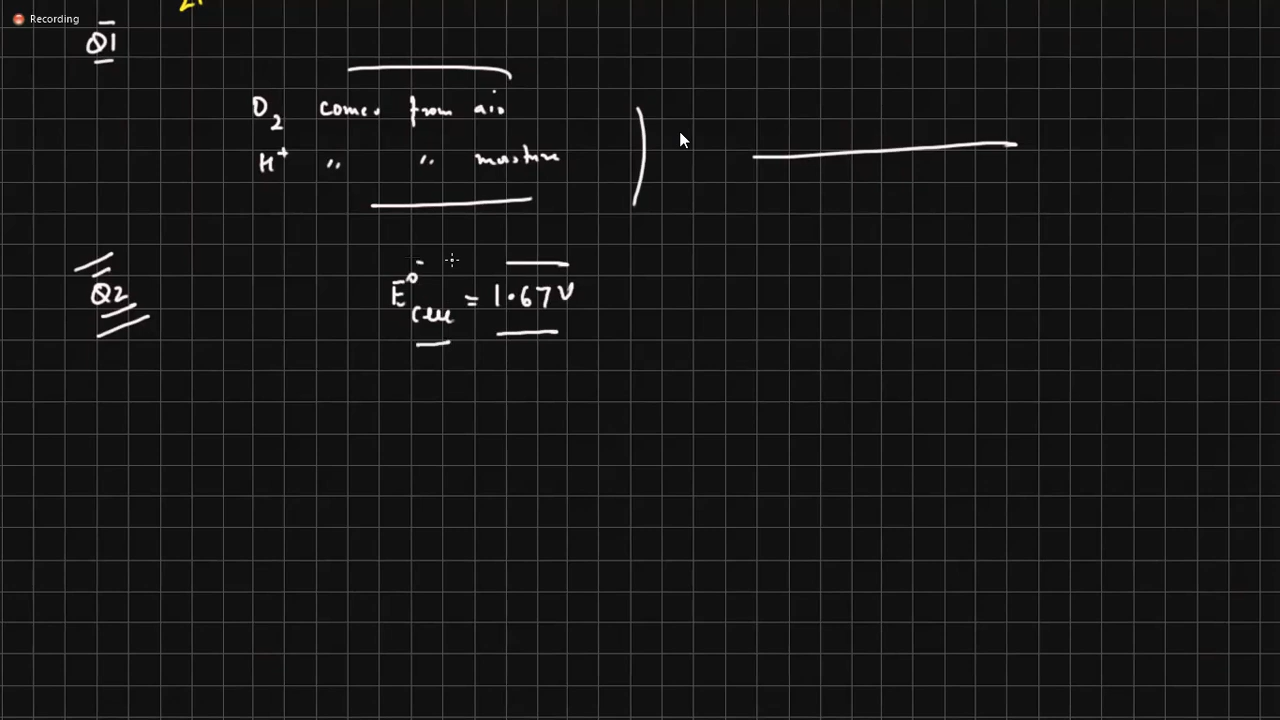 Recording
Q1
O2 comes from air
H+ " " moisture
Q2
E°cell = 1.67V